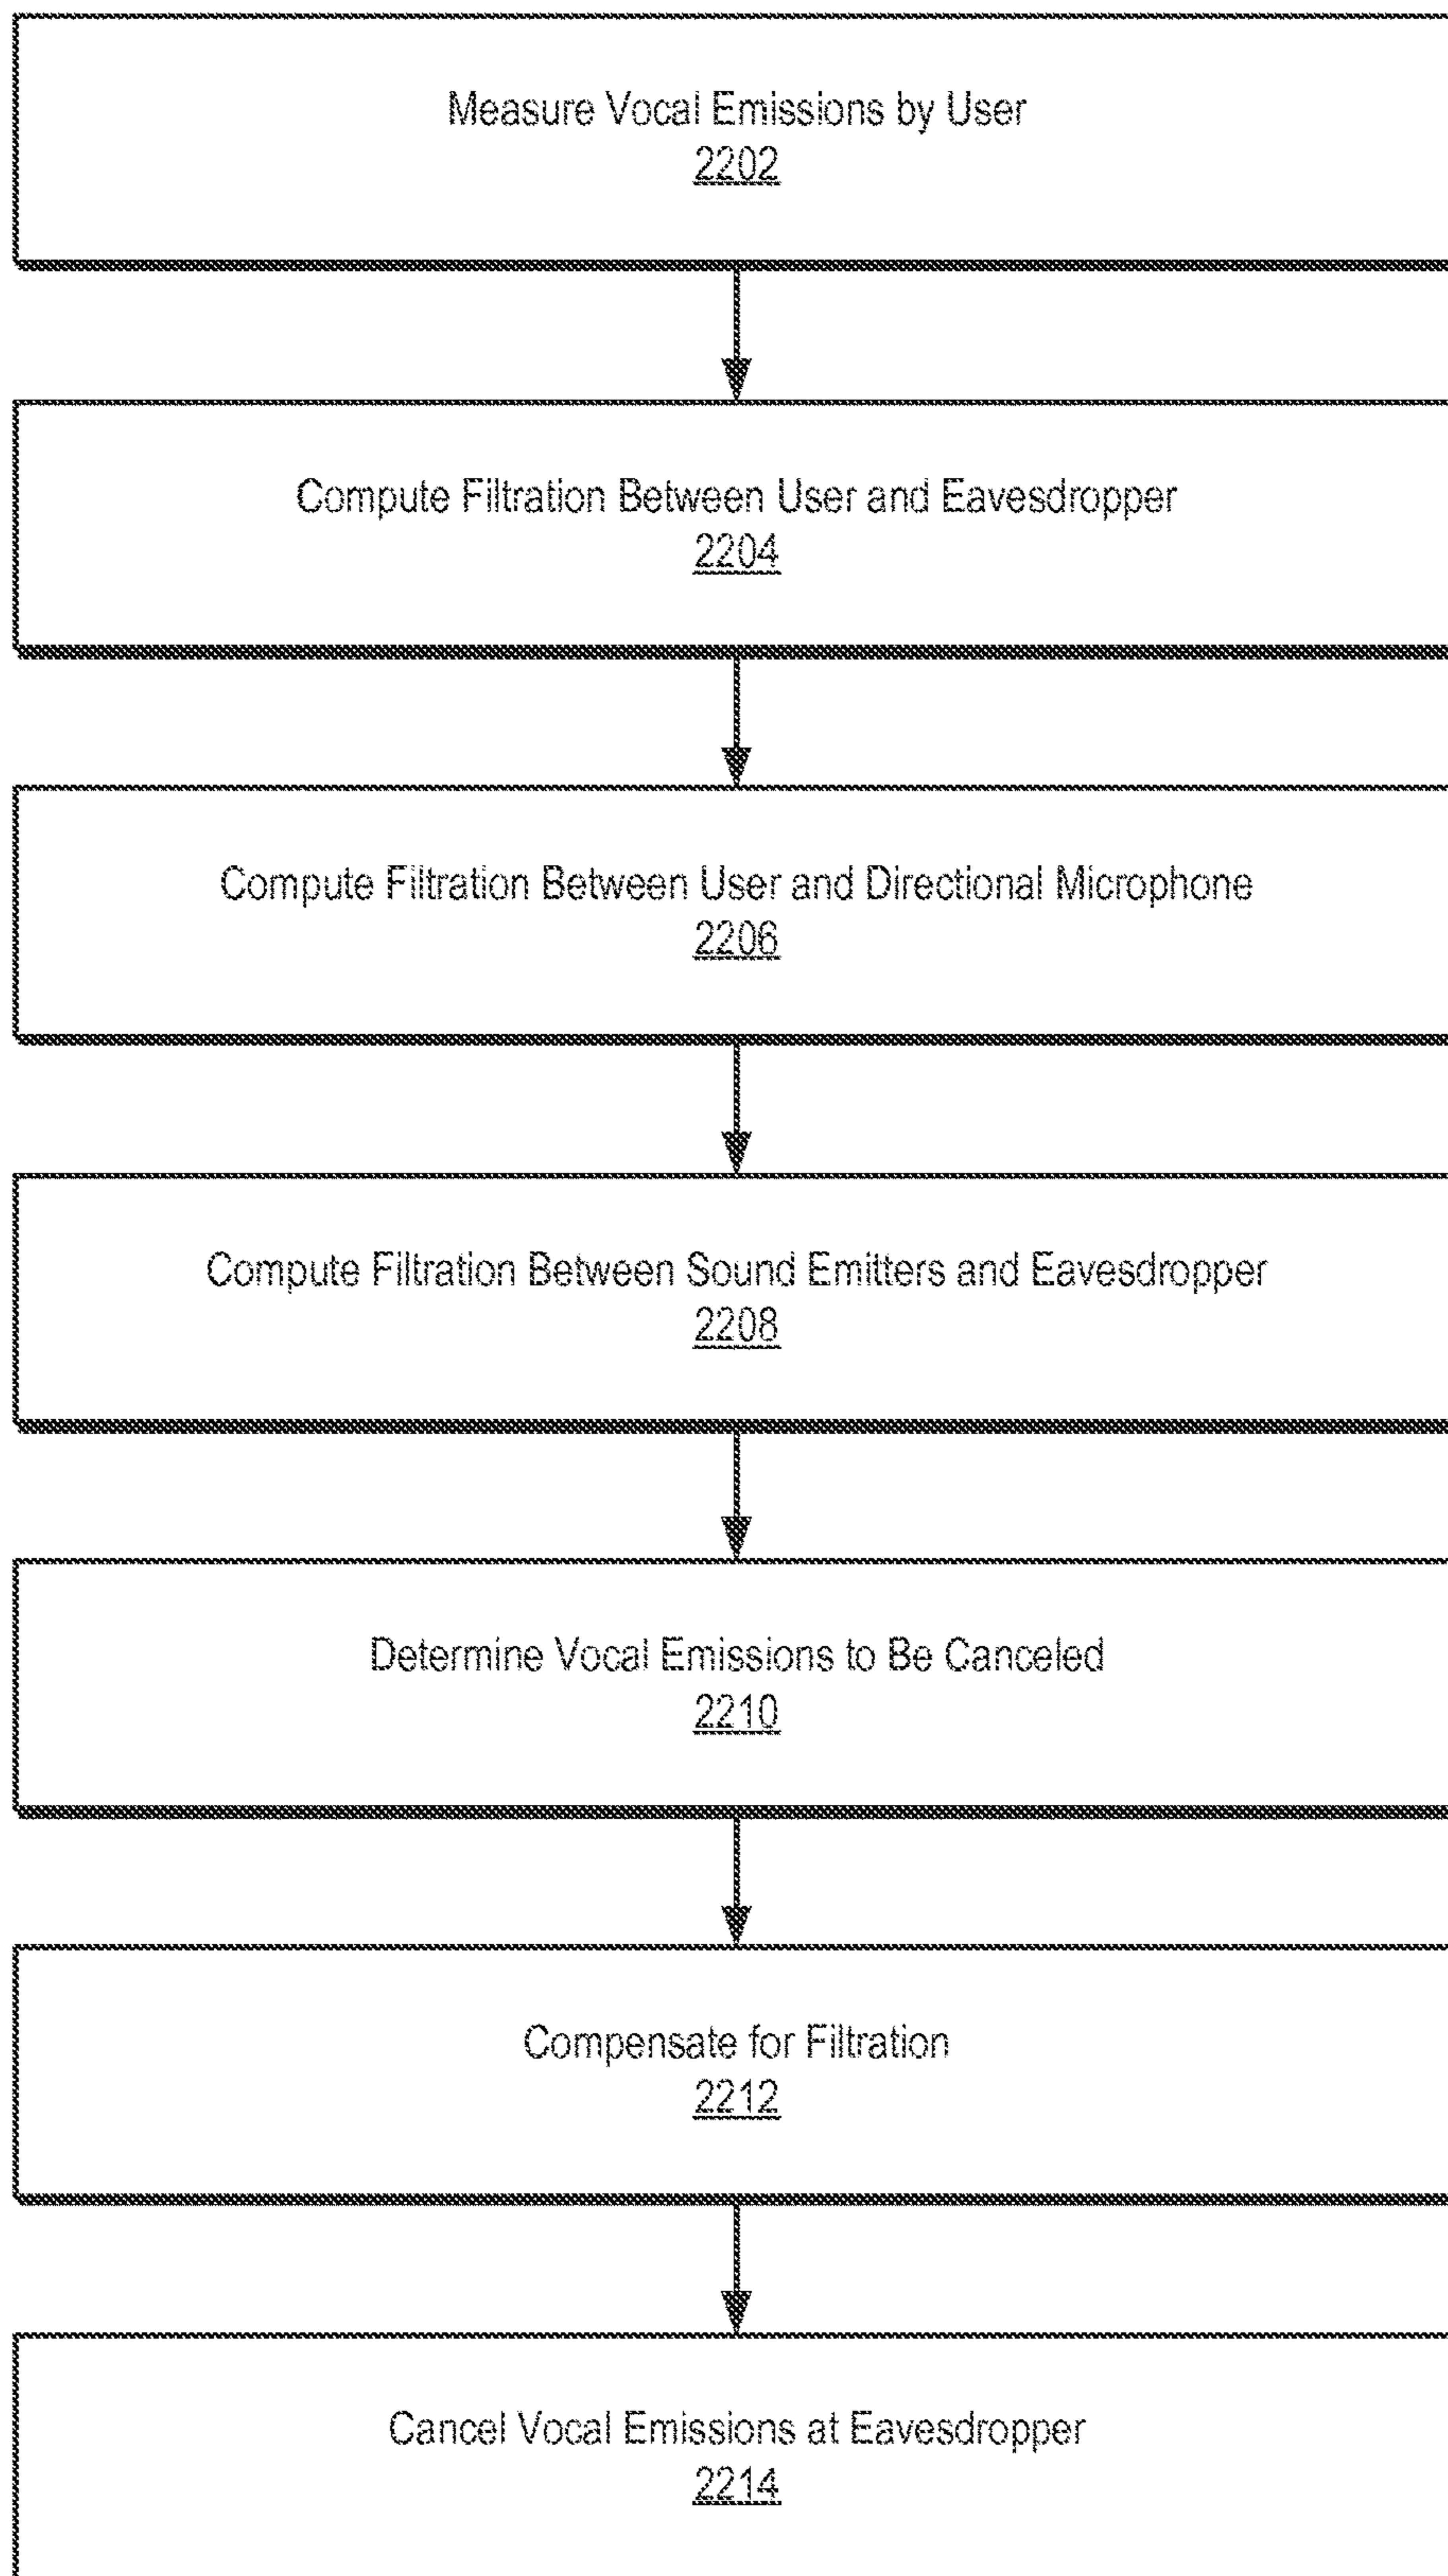 Measure Vocal Emissions by User
2202
Compute Filtration Between User and Eavesdropper
2204
Compute Filtration Between User and Directional Microphone
2206
Compute Filtration Between Sound Emitters and Eavesdropper
2208
Determine Vocal Emissions to Be Canceled
2210
Compensate for Filtration
2212
Cancel Vocal Emissions at Eavesdropper
2214